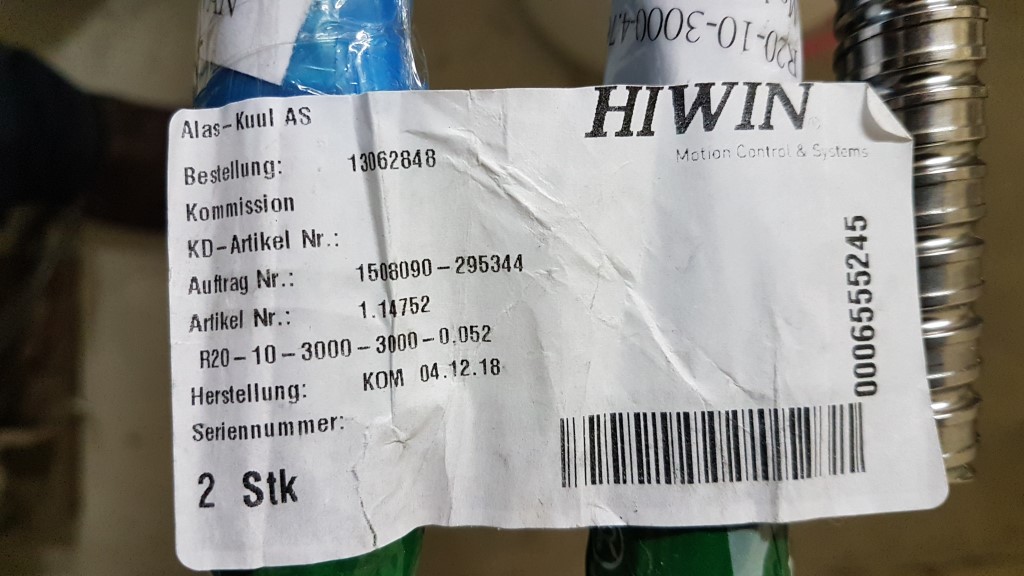 R20-10-3000-4.7
Alas-Kuul AS
HIWIN
Motion Control & Systems
Bestellung: 13062848
Kommission
KD-Artikel Nr.:
Auftrag Nr.: 1508090-295344
Artikel Nr.: 1.14752
R20-10-3000-3000-0.052
Herstellung: KOM 04.12.18
Seriennummer:
2 Stk
0006555245